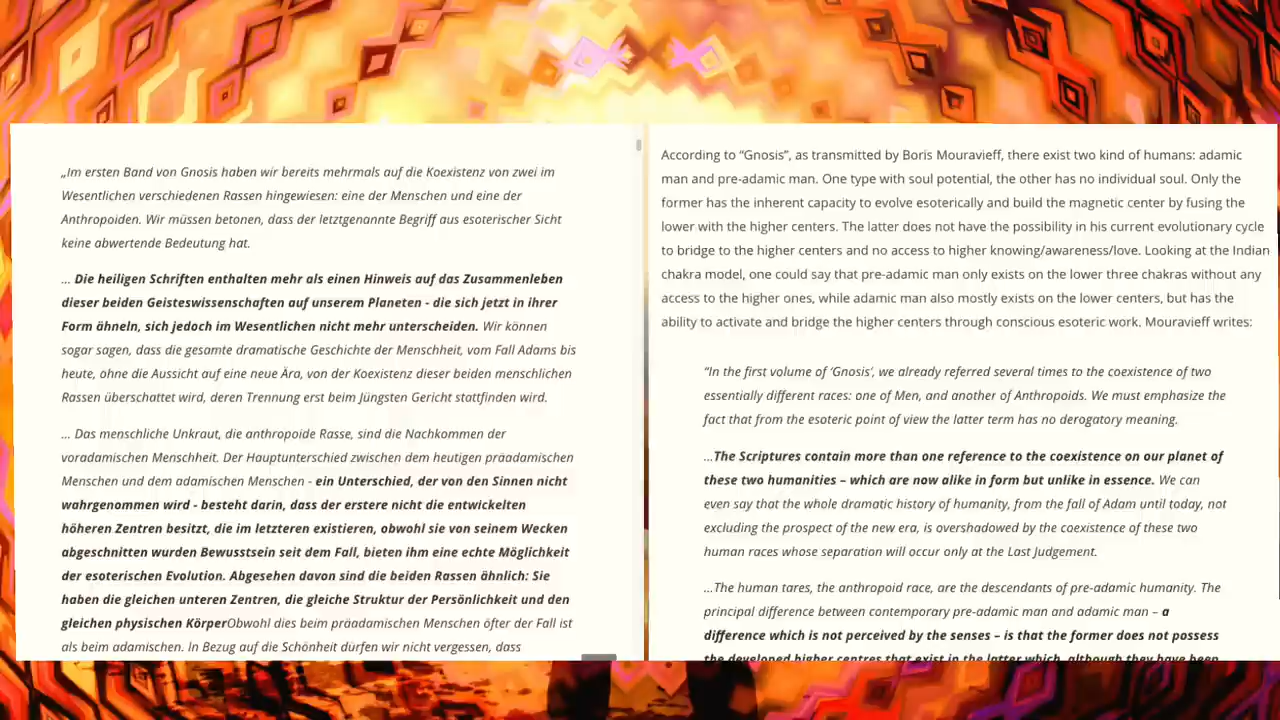 „Im ersten Band von Gnosis haben wir bereits mehrmals auf die Koexistenz von zwei im
Wesentlichen verschiedenen Rassen hingewiesen: eine der Menschen und eine der
Anthropoiden. Wir müssen betonen, dass der letztgenannte Begriff aus esoterischer Sicht
keine abwertende Bedeutung hat.
... Die heiligen Schriften enthalten mehr als einen Hinweis auf das Zusammenleben
dieser beiden Geisteswissenschaften auf unserem Planeten - die sich jetzt in ihrer
Form ähneln, sich jedoch im Wesentlichen nicht mehr unterscheiden. Wir können
sogar sagen, dass die gesamte dramatische Geschichte der Menschheit, vom Fall Adams bis
heute, ohne die Aussicht auf eine neue Ära, von der Koexistenz dieser beiden menschlichen
Rassen überschattet wird, deren Trennung erst beim Jüngsten Gericht stattfinden wird.
... Das menschliche Unkraut, die anthropoide Rasse, sind die Nachkommen der
voradamischen Menschheit. Der Hauptunterschied zwischen dem heutigen präadamischen
Menschen und dem adamischen Menschen - ein Unterschied, der von den Sinnen nicht
wahrgenommen wird - besteht darin, dass der erstere nicht die entwickelten
höheren Zentren besitzt, die im letzteren existieren, obwohl sie von seinem Wecken
abgeschnitten wurden Bewusstsein seit dem Fall, bieten ihm eine echte Möglichkeit
der esoterischen Evolution. Abgesehen davon sind die beiden Rassen ähnlich: Sie
haben die gleichen unteren Zentren, die gleiche Struktur der Persönlichkeit und den
gleichen physischen KörperObwohl dies beim präadamischen Menschen öfter der Fall ist
als beim adamischen. In Bezug auf die Schönheit dürfen wir nicht vergessen, dass
According to “Gnosis”, as transmitted by Boris Mouravieff, there exist two kind of humans: adamic
man and pre-adamic man. One type with soul potential, the other has no individual soul. Only the
former has the inherent capacity to evolve esoterically and build the magnetic center by fusing the
lower with the higher centers. The latter does not have the possibility in his current evolutionary cycle
to bridge to the higher centers and no access to higher knowing/awareness/love. Looking at the Indian
chakra model, one could say that pre-adamic man only exists on the lower three chakras without any
access to the higher ones, while adamic man also mostly exists on the lower centers, but has the
ability to activate and bridge the higher centers through conscious esoteric work. Mouravieff writes:
“In the first volume of ‘Gnosis’, we already referred several times to the coexistence of two
essentially different races: one of Men, and another of Anthropoids. We must emphasize the
fact that from the esoteric point of view the latter term has no derogatory meaning.
...The Scriptures contain more than one reference to the coexistence on our planet of
these two humanities – which are now alike in form but unlike in essence. We can
even say that the whole dramatic history of humanity, from the fall of Adam until today, not
excluding the prospect of the new era, is overshadowed by the coexistence of these two
human races whose separation will occur only at the Last Judgement.
...The human tares, the anthropoid race, are the descendants of pre-adamic humanity. The
principal difference between contemporary pre-adamic man and adamic man – a
difference which is not perceived by the senses – is that the former does not possess
the developed higher centres that exist in the latter which, although they have been